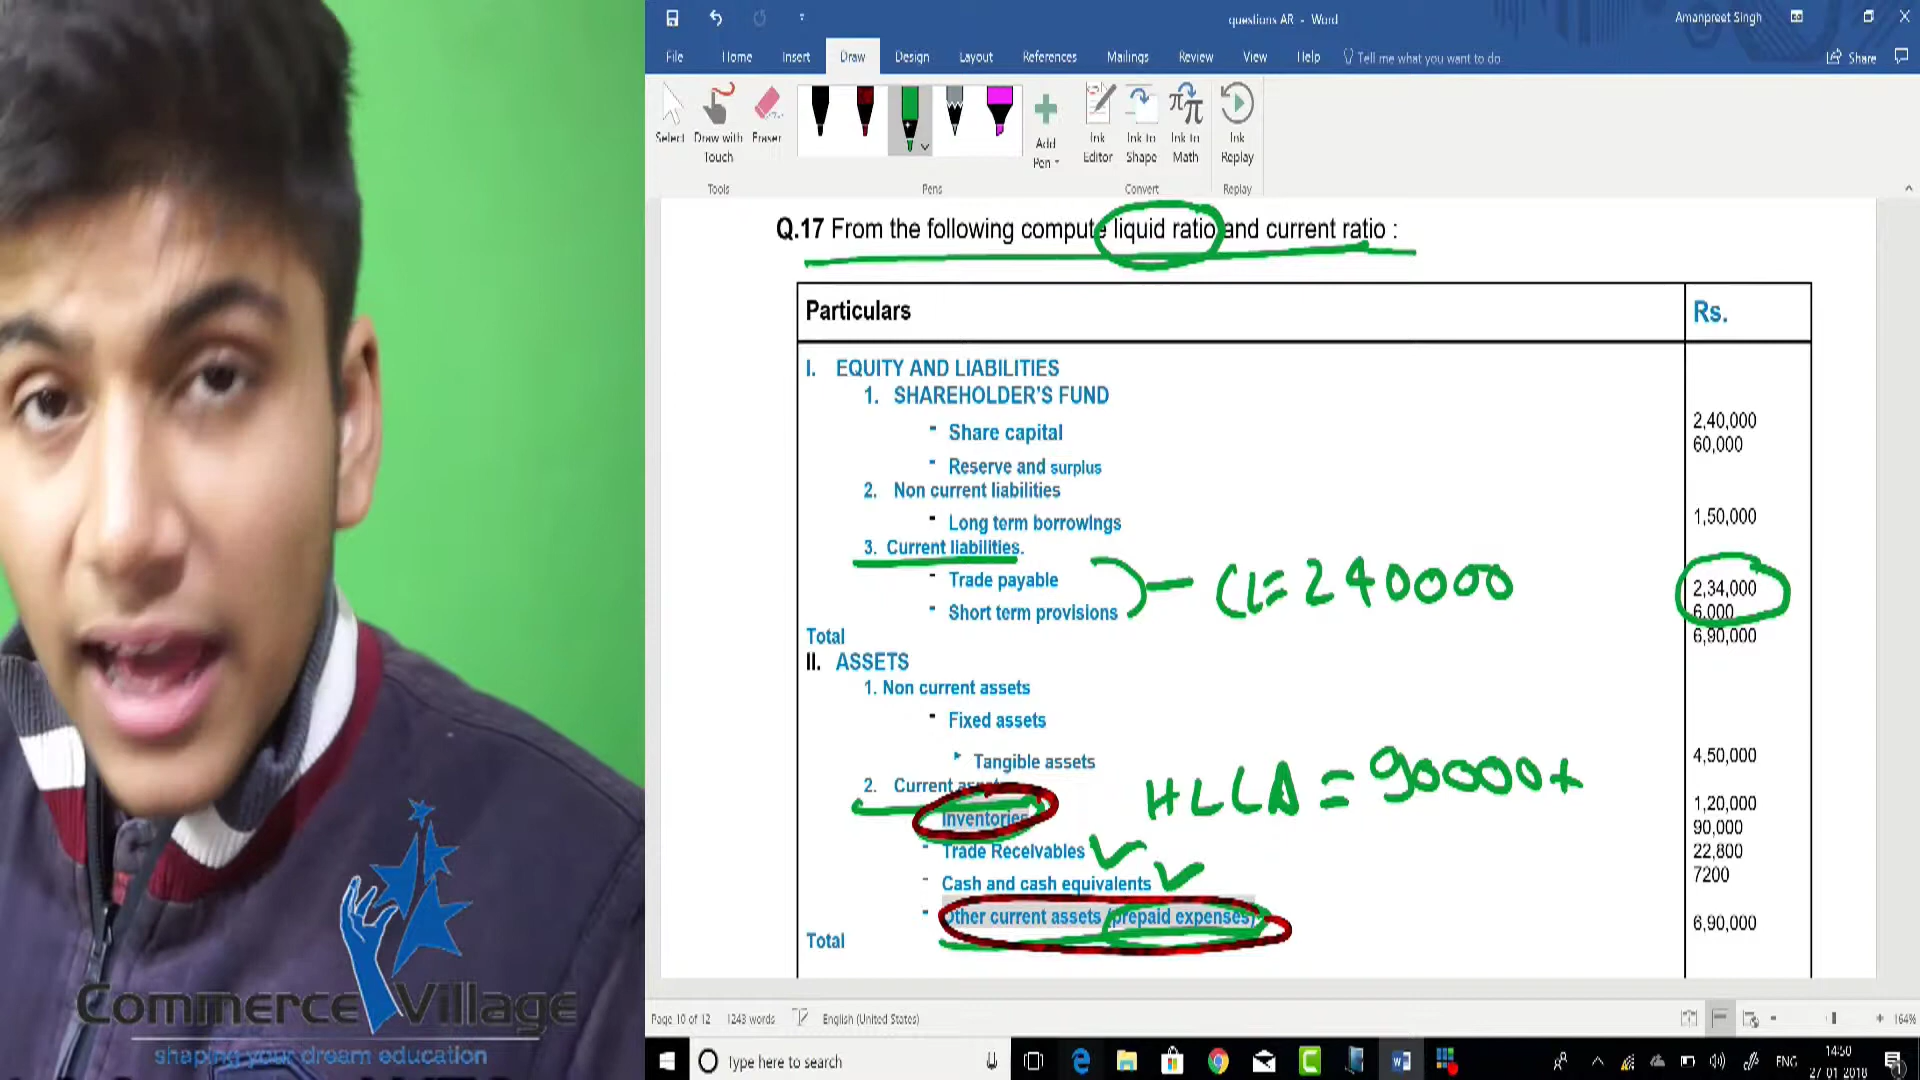 questions AR - Word
Amanpreet Singh
File Home Insert Draw Design Layout References Mailings Review View Help Tell me what you want to do
Share
Select
Draw with Touch
Eraser
Add Pen
Ink Editor
Ink to Shape
Ink to Math
Ink Replay
Tools Pens Convert Replay
Q.17 From the following compute liquid ratio and current ratio :
Particulars Rs.
I. EQUITY AND LIABILITIES
1. SHAREHOLDER'S FUND
- Share capital 2,40,000
- Reserve and surplus 60,000
2. Non current liabilities
- Long term borrowings 1,50,000
3. Current liabilities.
- Trade payable 2,34,000
- Short term provisions 6,000
CL=240000
Total 6,90,000
II. ASSETS
1. Non current assets
- Fixed assets
Tangible assets 4,50,000
2. Current
HLCA = 90000+
Inventories 1,20,000
- Trade Receivables 90,000
- Cash and cash equivalents 22,800
- Other current assets (prepaid expenses) 7200
Total 6,90,000
Commerce Village
shaping your dream education
Page 10 of 12 1243 words English (United States) 164%
Type here to search
ENG
14:50
27-01-2018